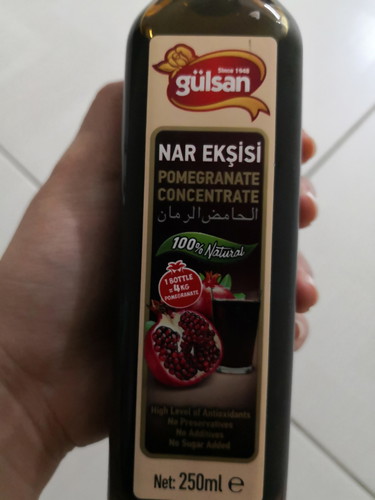 Since 1948
gülsan
NAR EKŞİSİ
POMEGRANATE
CONCENTRATE
الحامض الرمان
100% Natural
1 BOTTLE
= 4KG
POMEGRANATE
High Level of Antioxidants
No Preservatives
No Additives
No Sugar Added
Net: 250ml e